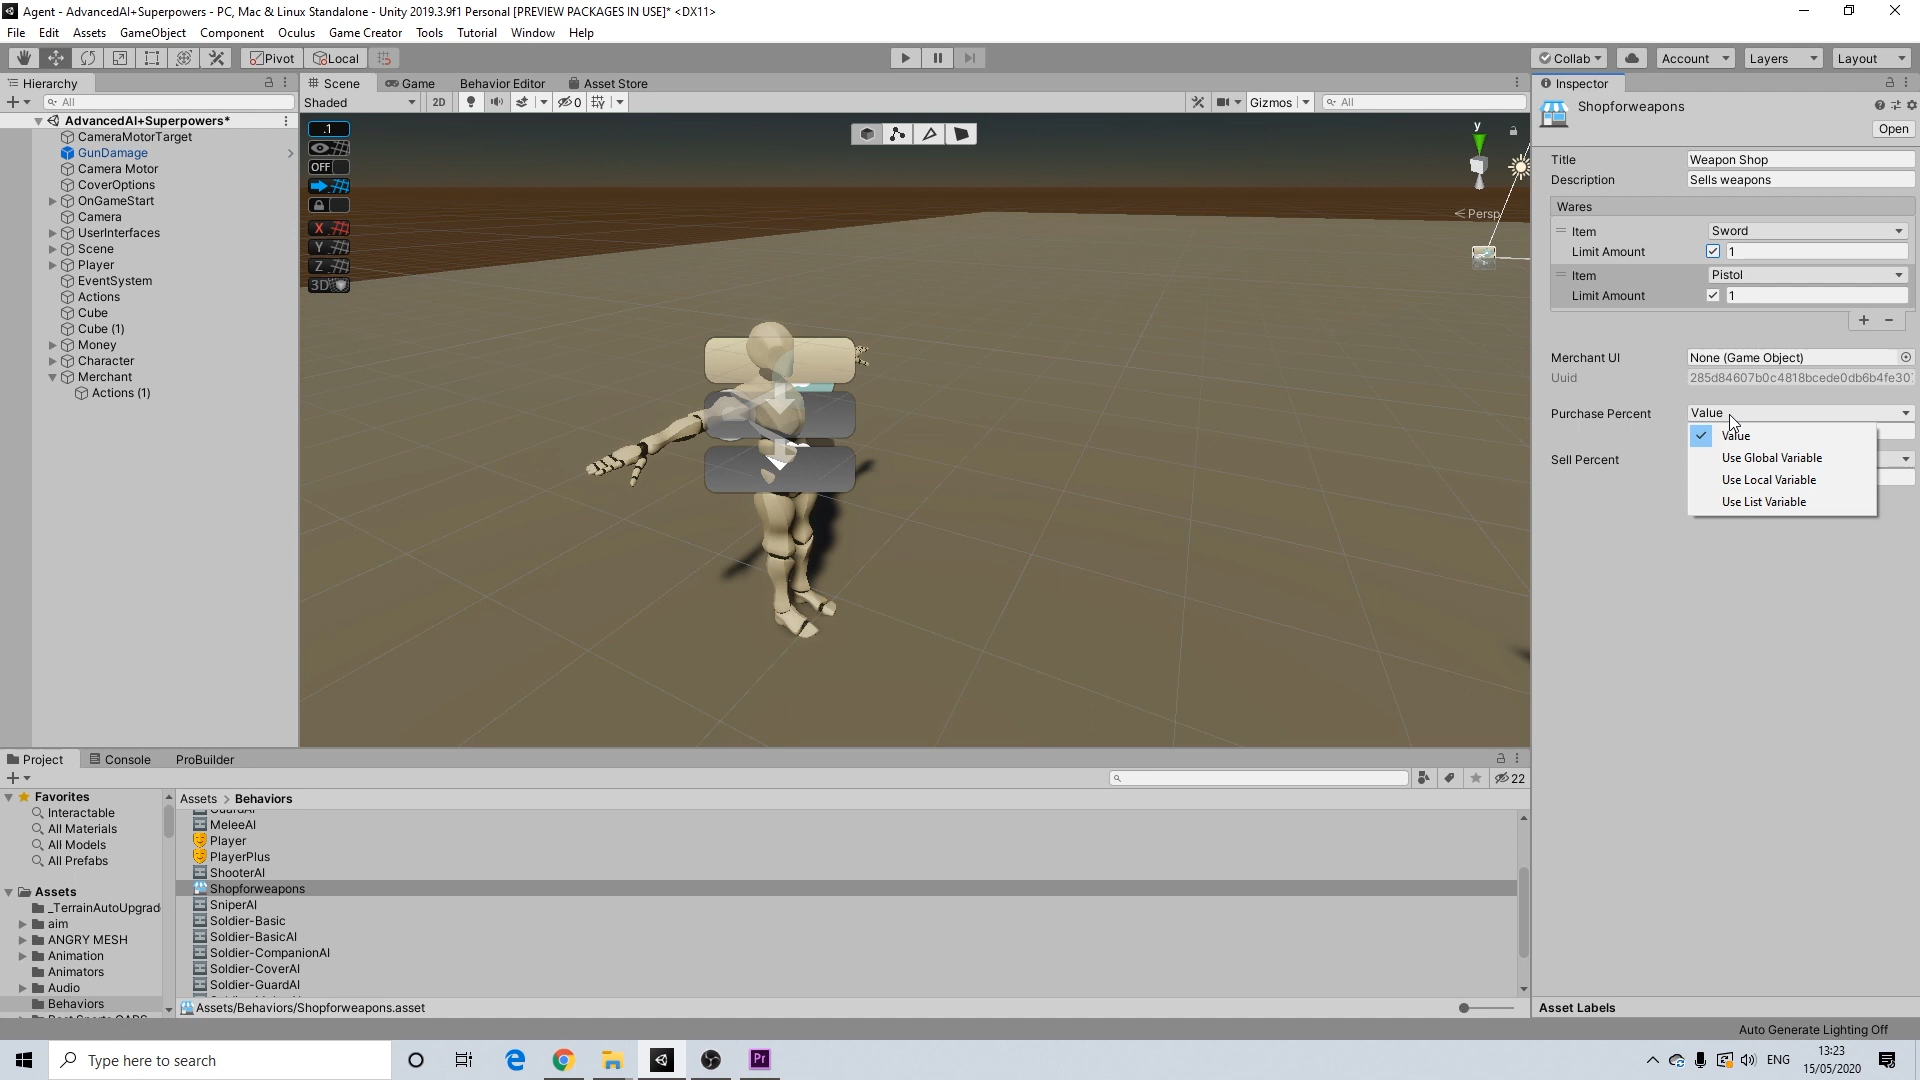 Agent - AdvancedAI+Superpowers - PC, Mac & Linux Standalone - Unity 2019.3.9f1 Personal [PREVIEW PACKAGES IN USE]* <DX11>
File Edit Assets GameObject Component Oculus Game Creator Tools Tutorial Window Help
Pivot Local Collab Account Layers Layout
Hierarchy Scene Game Behavior Editor Asset Store Inspector
All Shaded 2D 0 Gizmos All
Shopforweapons
Open
AdvancedAI+Superpowers*
CameraMotorTarget
GunDamage
Camera Motor
CoverOptions
OnGameStart
Camera
UserInterfaces
Scene
Player
EventSystem
Actions
Cube
Cube (1)
Money
Character
Merchant
Actions (1)
.1
OFF
X
Y
Z
3D
y
Persp
Title Weapon Shop
Description Sells weapons
Wares
Item Sword
Limit Amount 1
Item Pistol
Limit Amount 1
Merchant UI None (Game Object)
Uuid 285d84607b0c4818bcede0db6b4fe30
Purchase Percent Value
Value
Use Global Variable
Sell Percent
Use Local Variable
Use List Variable
Project Console ProBuilder
22
Favorites
Interactable
All Materials
All Models
All Prefabs
Assets
_TerrainAutoUpgrad
aim
ANGRY MESH
Animation
Animators
Audio
Behaviors
Assets > Behaviors
GuardAI
MeleeAI
Player
PlayerPlus
ShooterAI
Shopforweapons
SniperAI
Soldier-Basic
Soldier-BasicAI
Soldier-CompanionAI
Soldier-CoverAI
Soldier-GuardAI
Assets/Behaviors/Shopforweapons.asset
Asset Labels
Auto Generate Lighting Off
Type here to search
Pr
ENG
13:23
15/05/2020